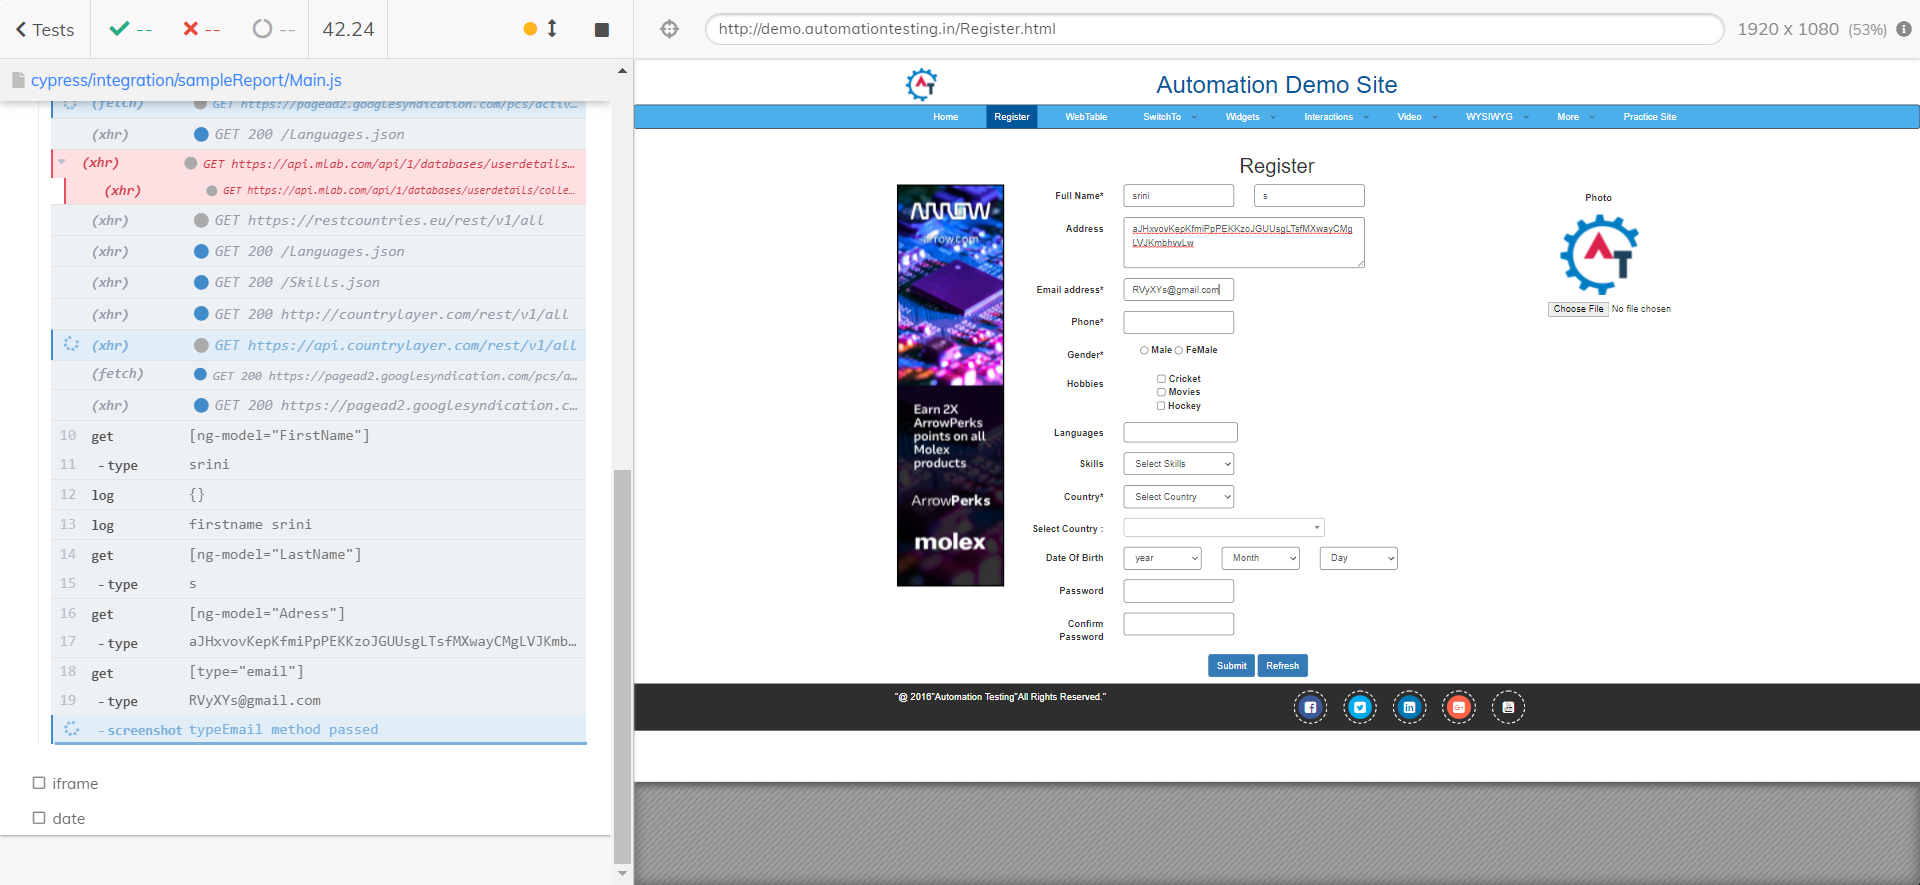 Tests
--
--
--
42.24
http://demo.automationtesting.in/Register.html
1920 x 1080 (53%)
cypress/integration/sampleReport/Main.js
(fetch) GET https://pagead2.googlesyndication.com/pcs/activ...
(xhr) GET 200 /Languages.json
(xhr) GET https://api.mlab.com/api/1/databases/userdetails...
(xhr) GET https://api.mlab.com/api/1/databases/userdetails/colle...
(xhr) GET https://restcountries.eu/rest/v1/all
(xhr) GET 200 /Languages.json
(xhr) GET 200 /Skills.json
(xhr) GET 200 http://countrylayer.com/rest/v1/all
(xhr) GET https://api.countrylayer.com/rest/v1/all
(fetch) GET 200 https://pagead2.googlesyndication.com/pcs/a...
(xhr) GET 200 https://pagead2.googlesyndication.c...
10 get [ng-model="FirstName"]
11 -type srini
12 log {}
13 log firstname srini
14 get [ng-model="LastName"]
15 -type s
16 get [ng-model="Adress"]
17 -type aJHxvovKepKfmiPpPEKKzoJGUUsgLTsfMXwayCMgLVJKmb...
18 get [type="email"]
19 -type RVyXYs@gmail.com
-screenshot typeEmail method passed
iframe
date
AT
Automation Demo Site
Home Register WebTable SwitchTo Widgets Interactions Video WYSIWYG More Practice Site
Register
ARROW
arrow.com
Earn 2X
ArrowPerks
points on all
Molex
products
ArrowPerks
molex
Full Name* srini s
Address aJHxvovKepKfmiPpPEKKzoJGUUsgLTsfMXwayCMg
LVJKmbhvvLw
Email address* RVyXYs@gmail.com
Phone*
Gender* Male FeMale
Hobbies Cricket
Movies
Hockey
Languages
Skills Select Skills
Country* Select Country
Select Country :
Date Of Birth year Month Day
Password
Confirm
Password
Submit Refresh
Photo
AT
Choose File No file chosen
"@ 2016"Automation Testing"All Rights Reserved."